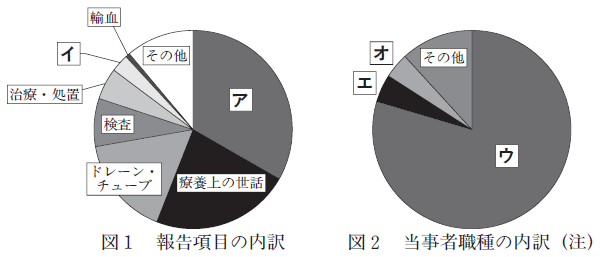 輸血
イ
その他
治療・処置
ア
検査
ドレーン・
チューブ
療養上の世話
図1 報告項目の内訳
オ
その他
エ
ウ
図2 当事者職種の内訳(注)